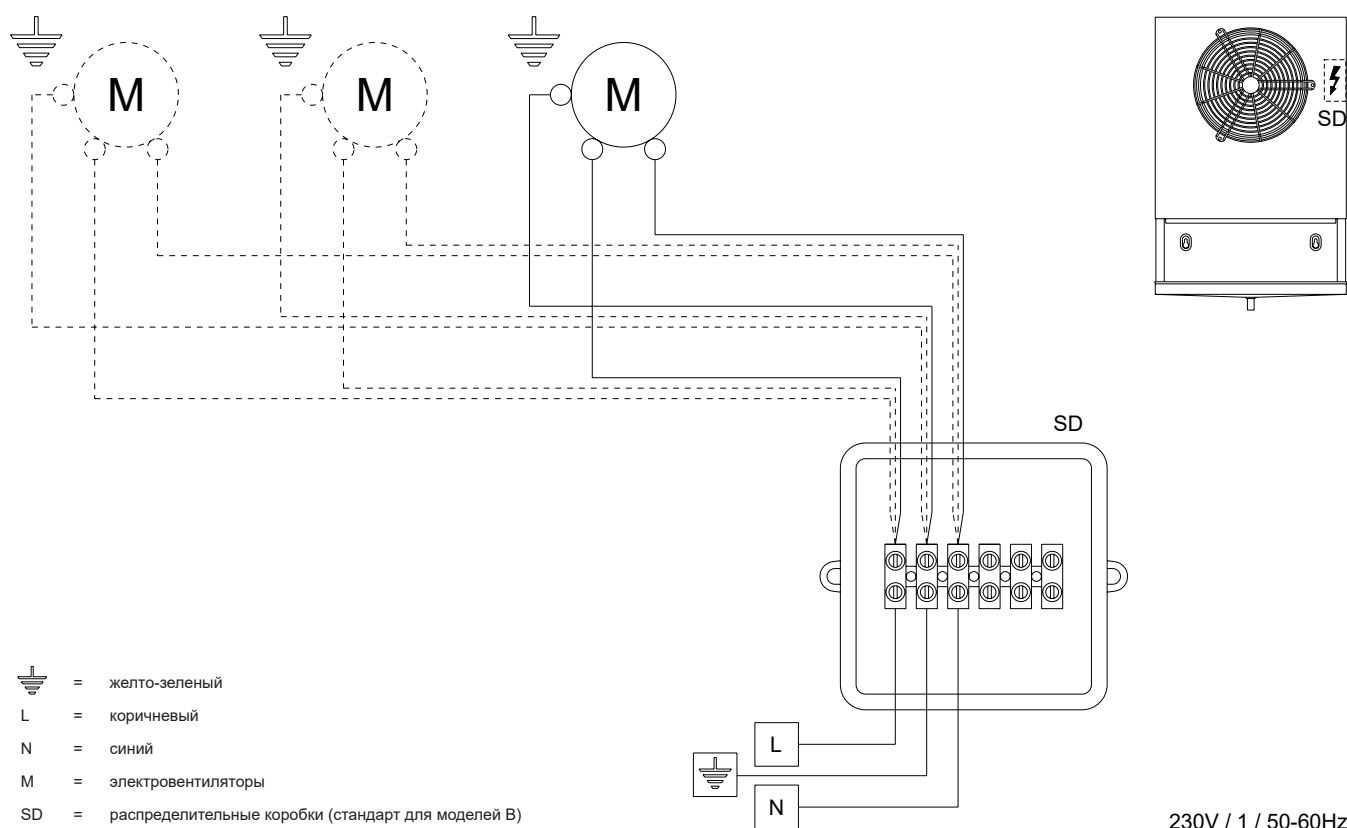 M M M
SD
SD
= желто-зеленый
L = коричневый
N = синий
M = электровентиляторы
SD = распределительные коробки (стандарт для моделей B)
L
N
230V / 1 / 50-60Hz